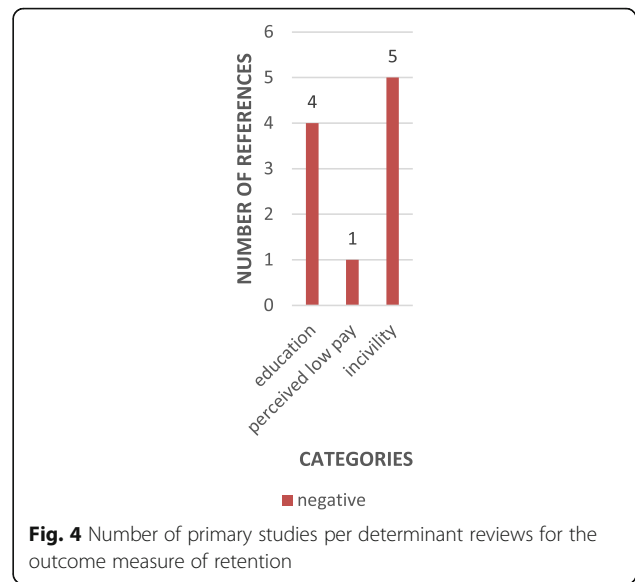 6
5
4
3
2
1
0
NUMBER OF REFERENCES
4
1
5
education
perceived low pay
incivility
CATEGORIES
negative
Fig. 4 Number of primary studies per determinant reviews for the
outcome measure of retention